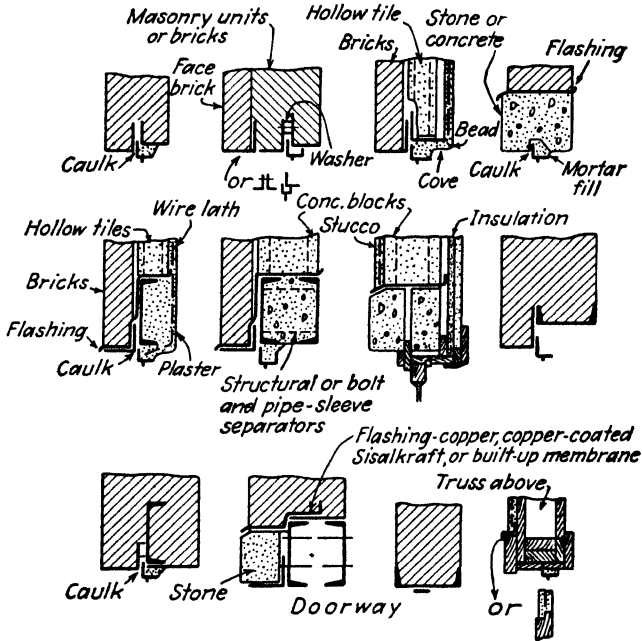 Masonry units
or bricks
Hollow tile
Stone or
concrete
Bricks
Flashing
Face
brick
Bead
Washer
Caulk
or
Cove
Caulk
Mortar
fill
Wire lath
Conc. blocks
Hollow tiles
Stucco
Insulation
Bricks
Flashing
Caulk
Plaster
Structural or bolt
and pipe-sleeve
separators
Flashing-copper, copper-coated
Sisalkraft, or built-up membrane
Truss above
Caulk
Stone
Doorway
or